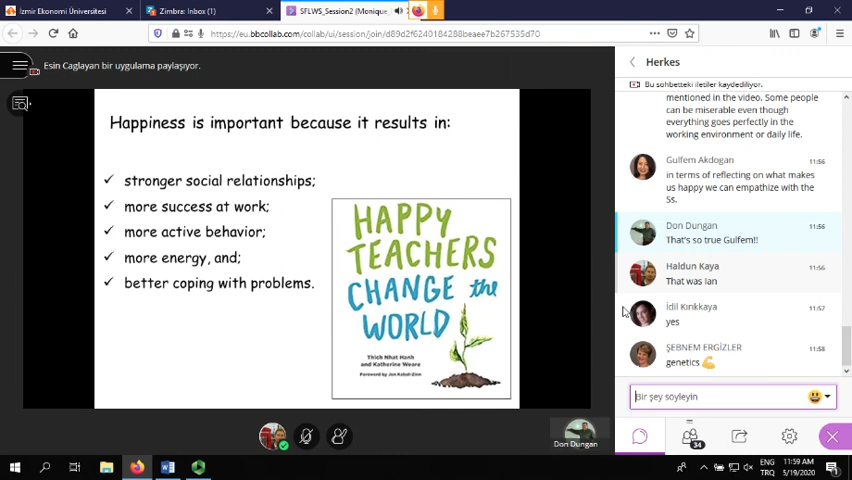 İzmir Ekonomi Üniversitesi
Zimbra: Inbox (1)
SFLWS_Session2 (Monique,
https://eu.bbcollab.com/collab/ui/session/join/d89d2f6240184288beaee7b267535d70
Esin Caglayan bir uygulama paylaşıyor.
Happiness is important because it results in:
stronger social relationships;
more success at work;
more active behavior;
more energy, and;
better coping with problems.
HAPPY
TEACHERS
CHANGE the
WORLD
Thich Nhat Hanh
and Katherine Weare
Foreword by Jon Kabat-Zinn
Don Dungan
Herkes
Bu sohbetteki iletiler kaydediliyor.
mentioned in the video. Some people
can be miserable even though
everything goes perfectly in the
working environment or daily life.
Gulfem Akdogan 11:56
in terms of reflecting on what makes
us happy we can empathize with the
Ss.
Don Dungan 11:56
That's so true Gulfem!!
Haldun Kaya 11:56
That was Ian
İdil Kırıkkaya 11:57
yes
ŞEBNEM ERGİZLER 11:58
genetics 💪
Bir şey söyleyin
34
ENG
TRQ
11:59 AM
5/19/2020